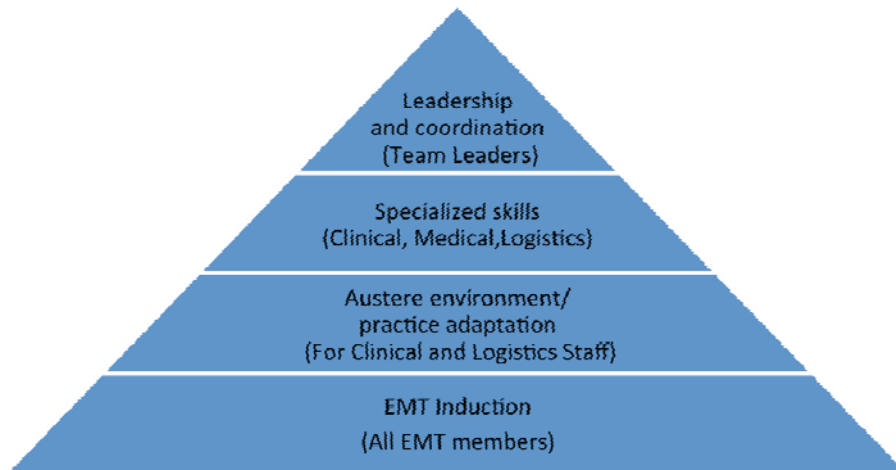 Leadership
and coordination
(Team Leaders)
Specialized skills
(Clinical, Medical,Logistics)
Austere environment/
practice adaptation
(For Clinical and Logistics Staff)
EMT Induction
(All EMT members)